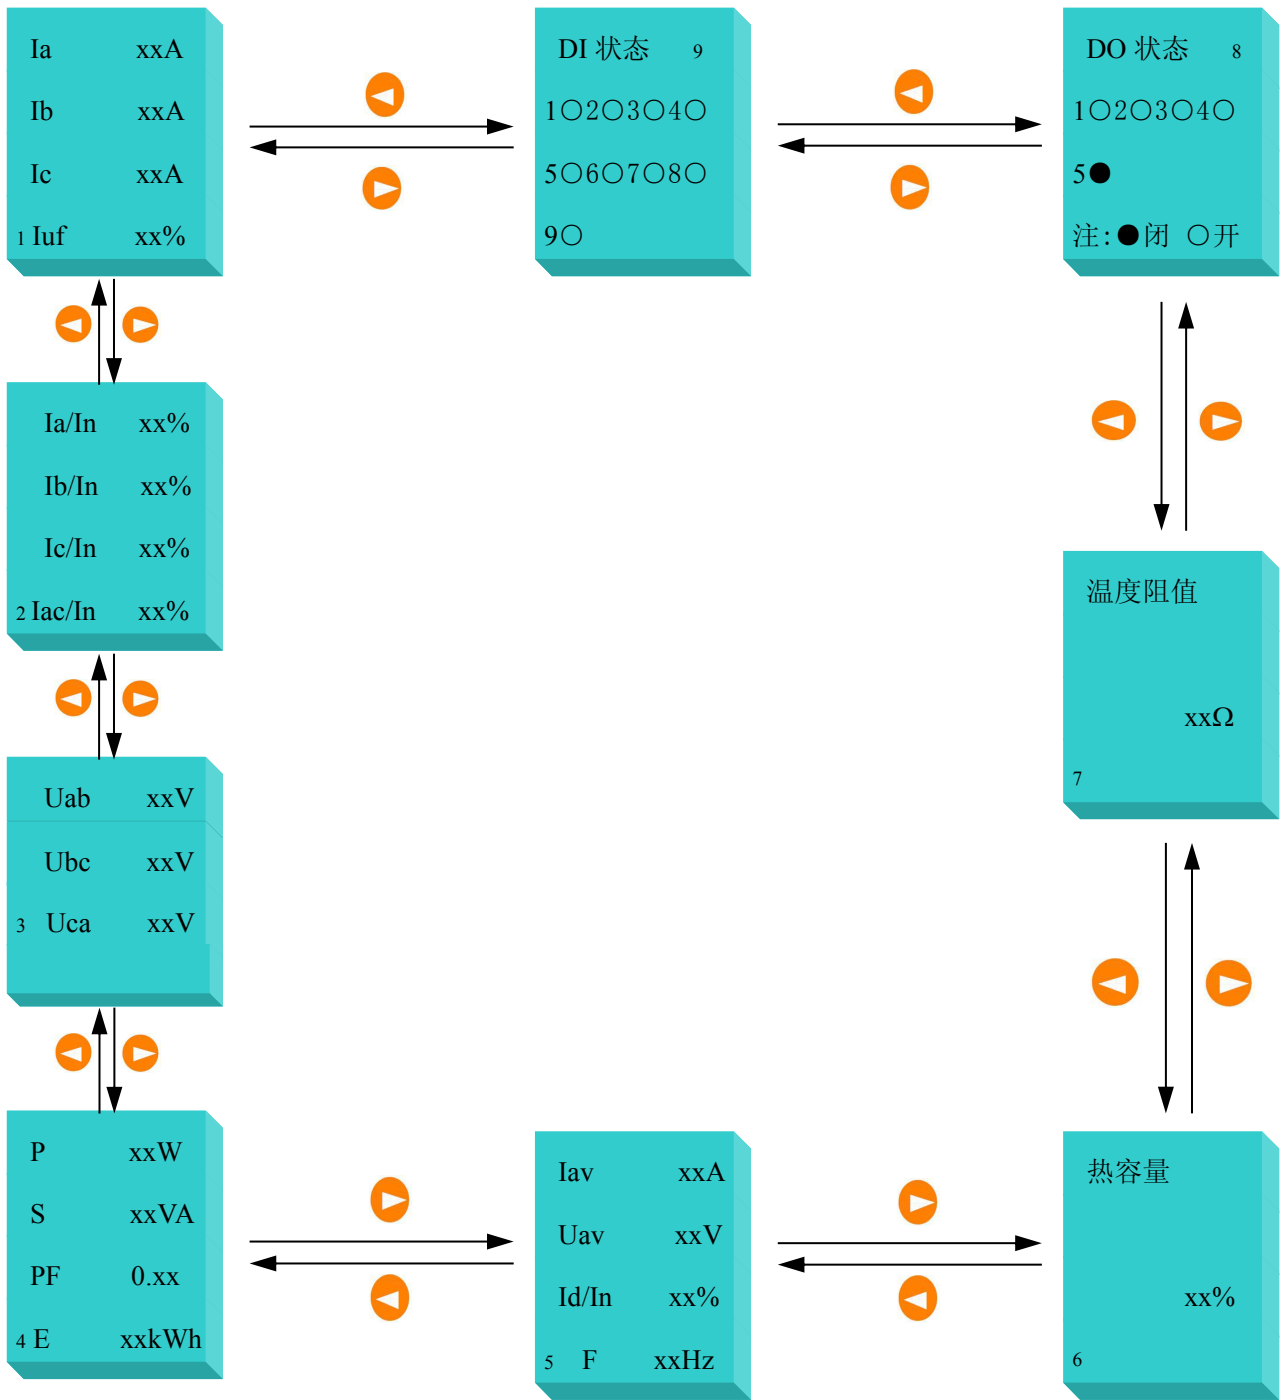 Ia xxA
Ib xxA
Ic xxA
1 Iuf xx%
DI 状态 9
1○2○3○4○
5○6○7○8○
9○
DO 状态 8
1○2○3○4○
5●
注:●闭 ○开
Ia/In xx%
Ib/In xx%
Ic/In xx%
2 Iac/In xx%
温度阻值
xxΩ
7
Uab xxV
Ubc xxV
3 Uca xxV
P xxW
S xxVA
PF 0.xx
4 E xxkWh
Iav xxA
Uav xxV
Id/In xx%
5 F xxHz
热容量
xx%
6